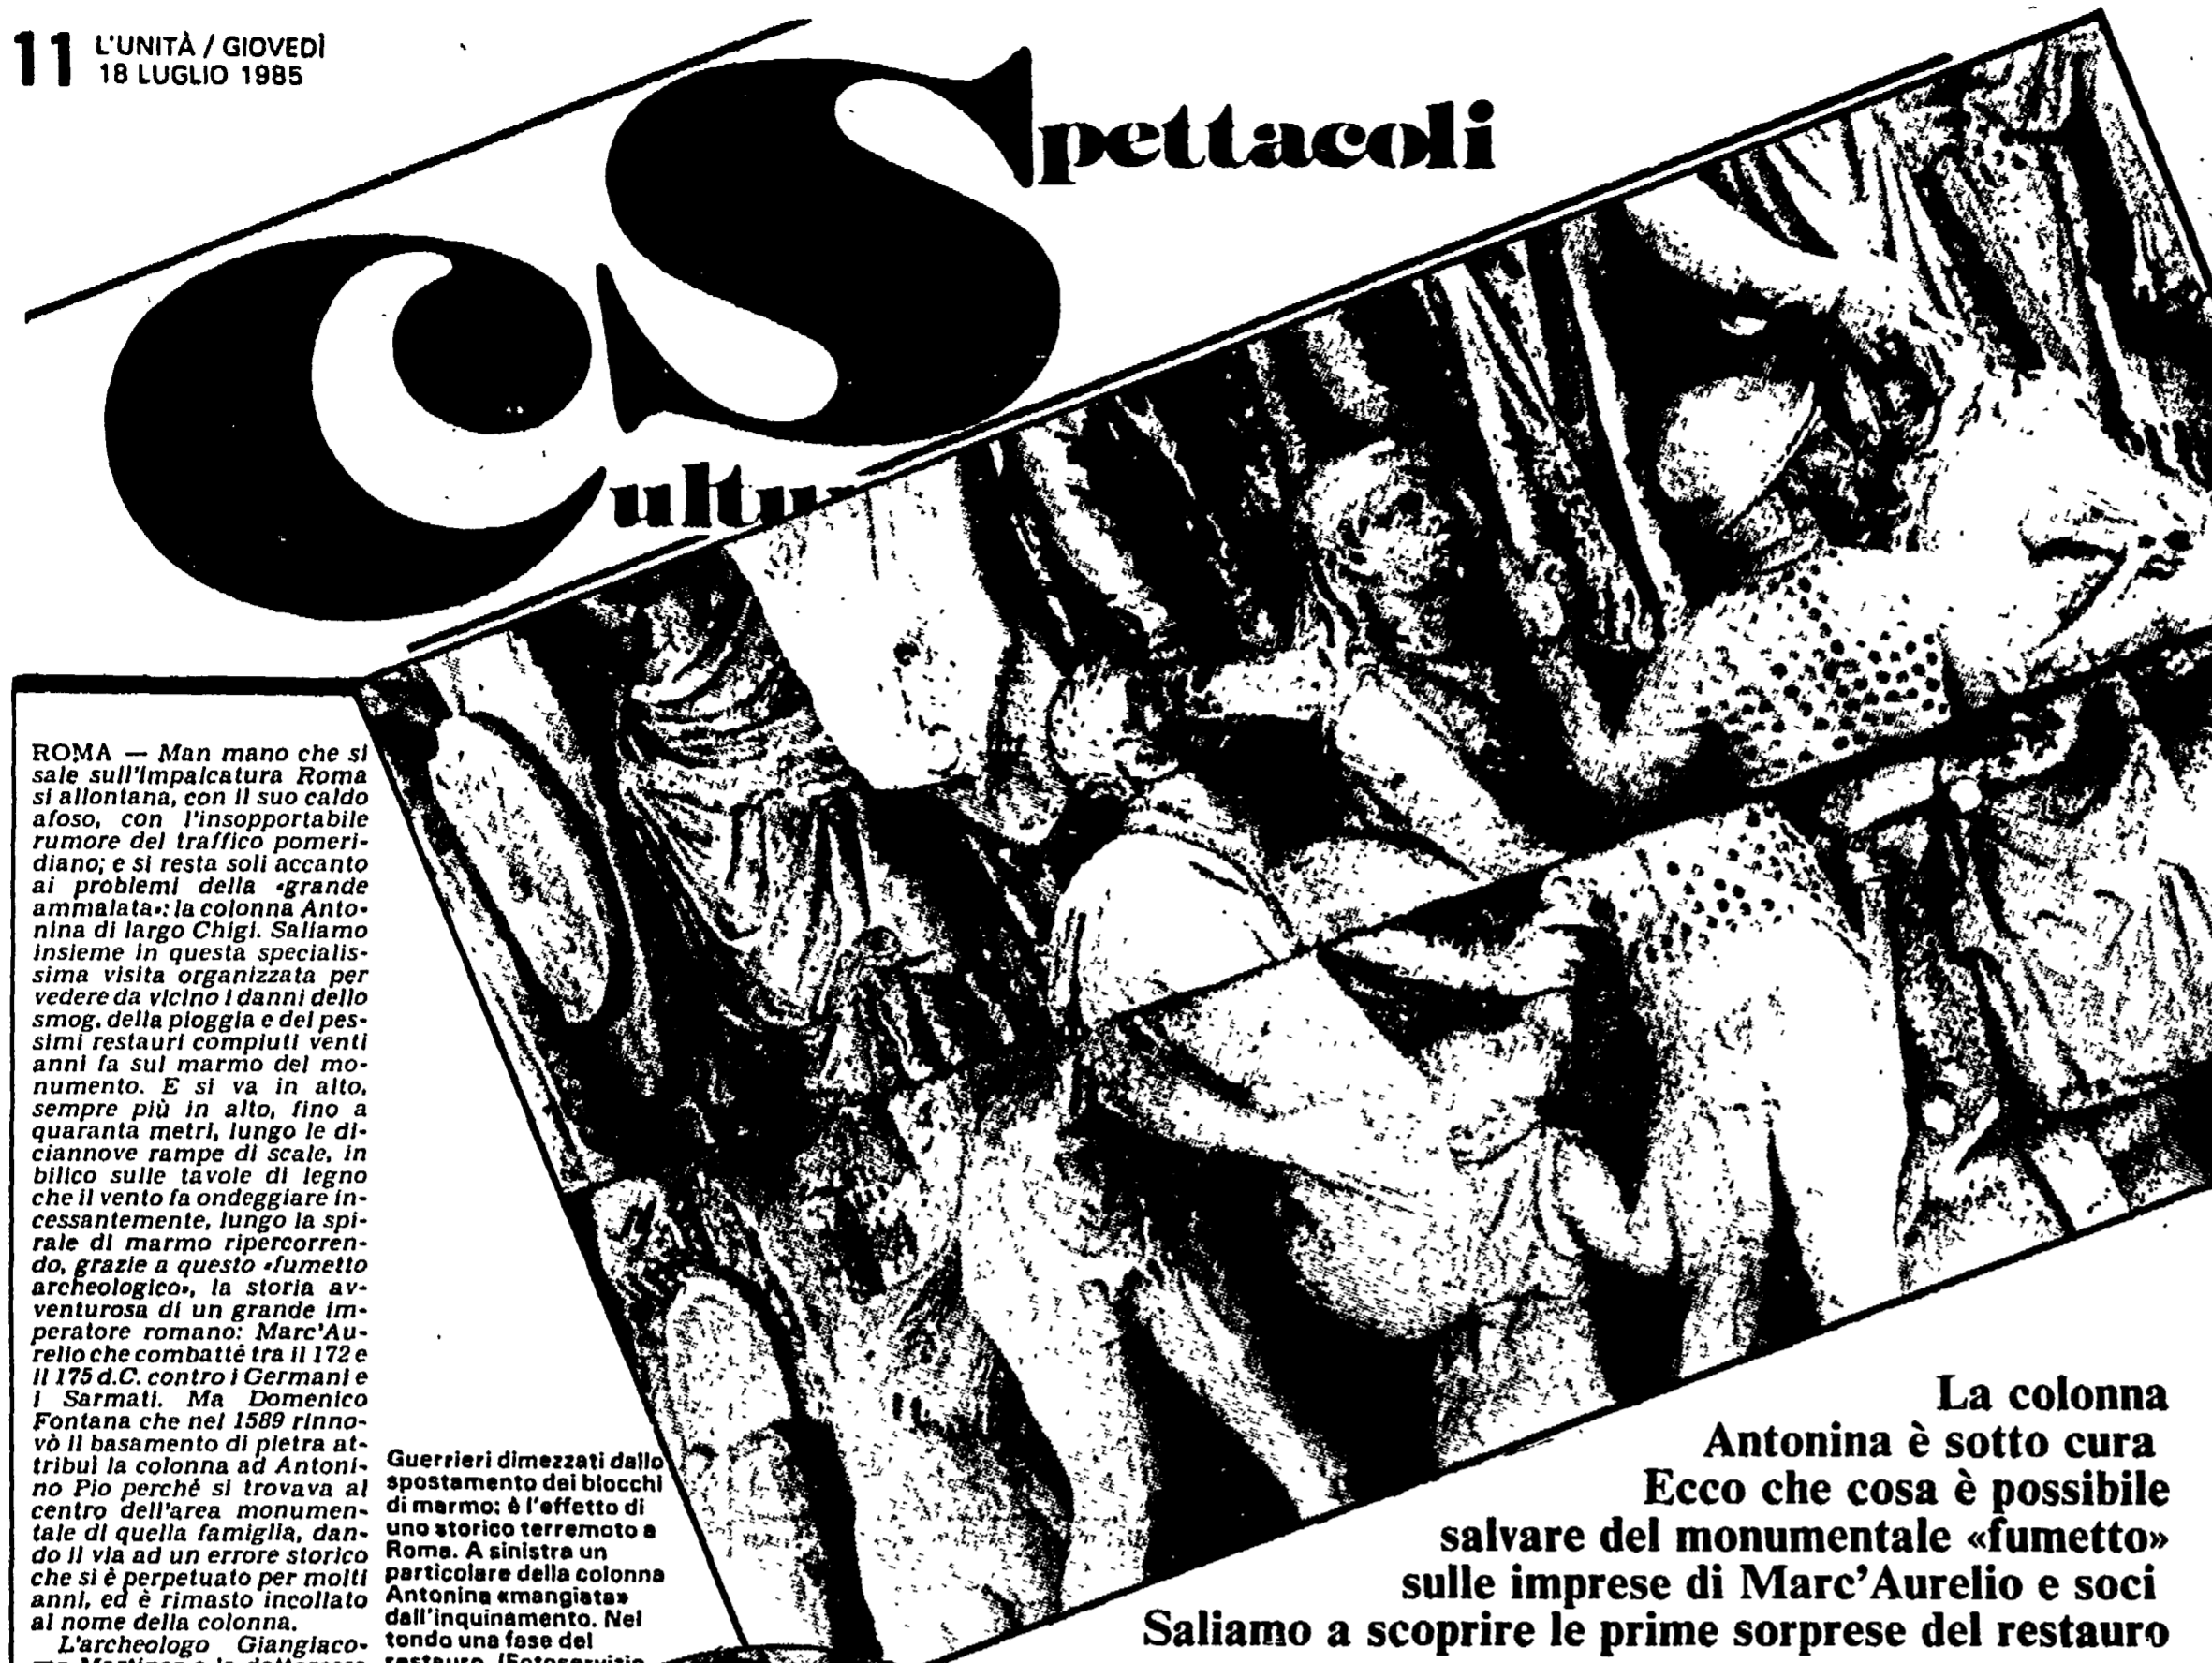 11 L'UNITÀ / GIOVEDÌ
18 LUGLIO 1985
Spettacoli
Cultu
ROMA — Man mano che si
sale sull'impalcatura Roma
si allontana, con il suo caldo
afoso, con l'insopportabile
rumore del traffico pomeri-
diano; e si resta soli accanto
ai problemi della «grande
ammalata»: la colonna Anto-
nina di largo Chigi. Saliamo
insieme in questa specialis-
sima visita organizzata per
vedere da vicino i danni dello
smog, della pioggia e dei pes-
simi restauri compiuti venti
anni fa sul marmo del mo-
numento. E si va in alto,
sempre più in alto, fino a
quaranta metri, lungo le di-
ciannove rampe di scale, in
bilico sulle tavole di legno
che il vento fa ondeggiare in-
cessantemente, lungo la spi-
rale di marmo ripercorren-
do, grazie a questo «fumetto
archeologico», la storia av-
venturosa di un grande im-
peratore romano: Marc'Au-
relio che combattè tra il 172 e
il 175 d.C. contro i Germani e
i Sarmati. Ma Domenico
Fontana che nel 1589 rinno-
vò il basamento di pietra at-
tribuì la colonna ad Antoni-
no Pio perché si trovava al
centro dell'area monumen-
tale di quella famiglia, dan-
do il via ad un errore storico
che si è perpetuato per molti
anni, ed è rimasto incollato
al nome della colonna.
L'archeologo Giangiaco-
Guerrieri dimezzati dallo
spostamento dei blocchi
di marmo: è l'effetto di
uno storico terremoto a
Roma. A sinistra un
particolare della colonna
Antonina «mangiata»
dall'inquinamento. Nel
tondo una fase del
La colonna
Antonina è sotto cura
Ecco che cosa è possibile
salvare del monumentale «fumetto»
sulle imprese di Marc'Aurelio e soci
Saliamo a scoprire le prime sorprese del restauro